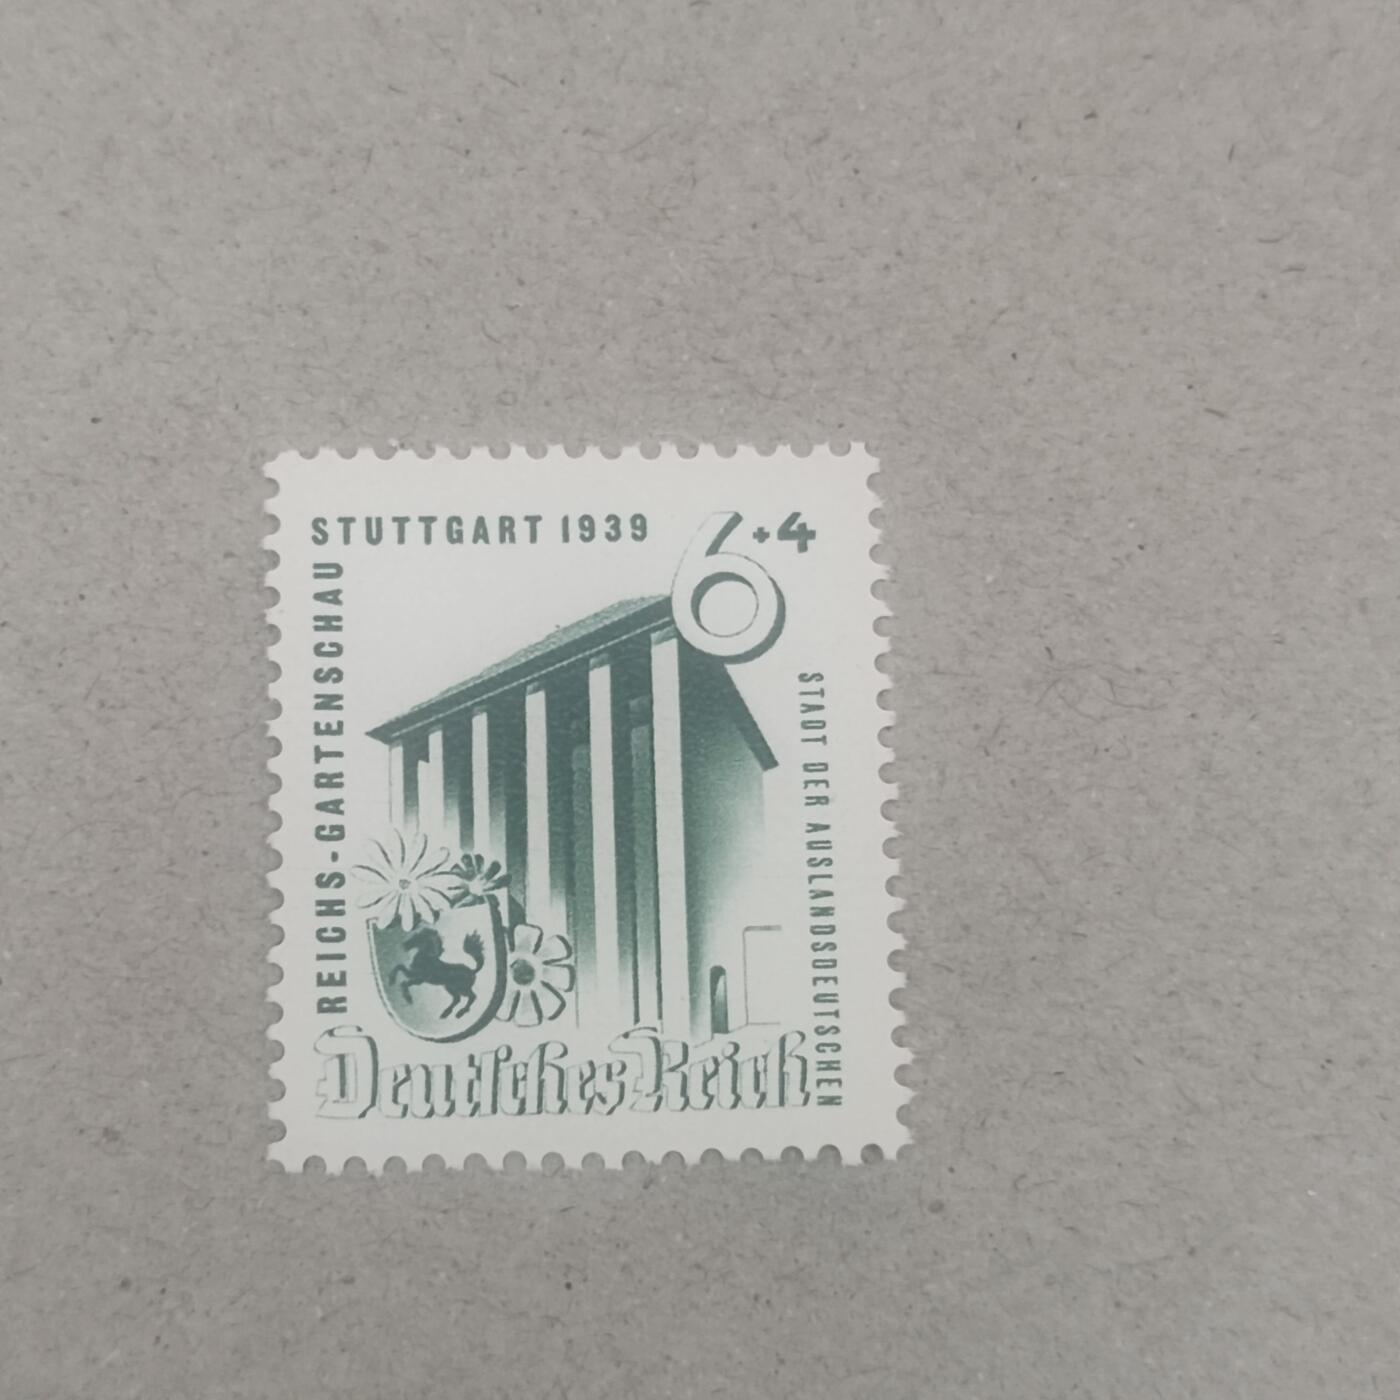 STUTTGART 1939
6+4
REICHS-GARTENSCHAU
STADT DER AUSLANDSDEUTSCHEN
Deutsches Reich